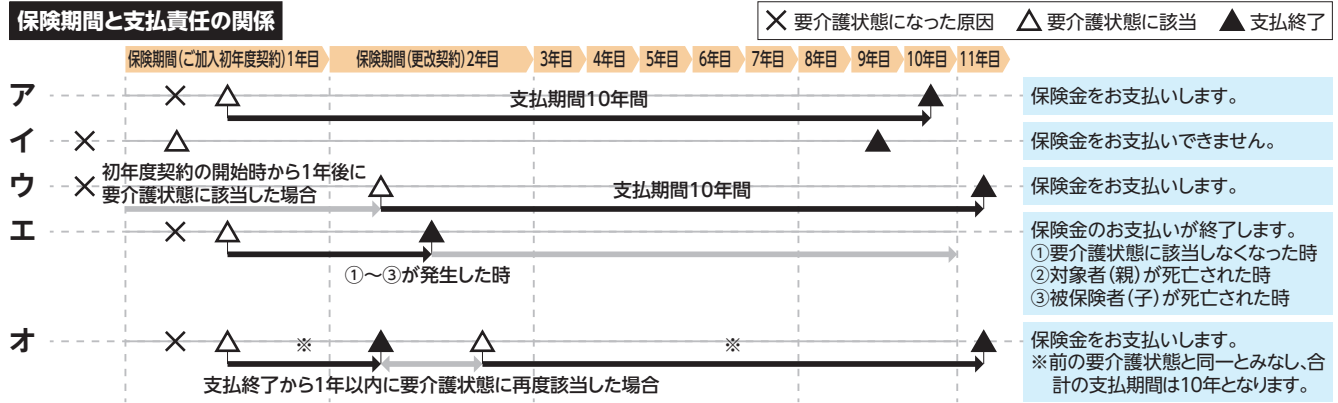 保険期間と支払責任の関係
× 要介護状態になった原因 △ 要介護状態に該当 ▲ 支払終了
保険期間(ご加入初年度契約)1年目 保険期間(更改契約)2年目 3年目 4年目 5年目 6年目 7年目 8年目 9年目 10年目 11年目
ア × △ 支払期間10年間 ▲ 保険金をお支払いします。
イ × △ ▲ 保険金をお支払いできません。
ウ × 初年度契約の開始時から1年後に
要介護状態に該当した場合 △ 支払期間10年間 ▲ 保険金をお支払いします。
エ × △ ▲ 保険金のお支払いが終了します。
①~③が発生した時
①要介護状態に該当しなくなった時
②対象者(親)が死亡された時
③被保険者(子)が死亡された時
オ × △ ※ ▲ △ ※ ▲ 保険金をお支払いします。
支払終了から1年以内に要介護状態に再度該当した場合
※前の要介護状態と同一とみなし、合
計の支払期間は10年となります。